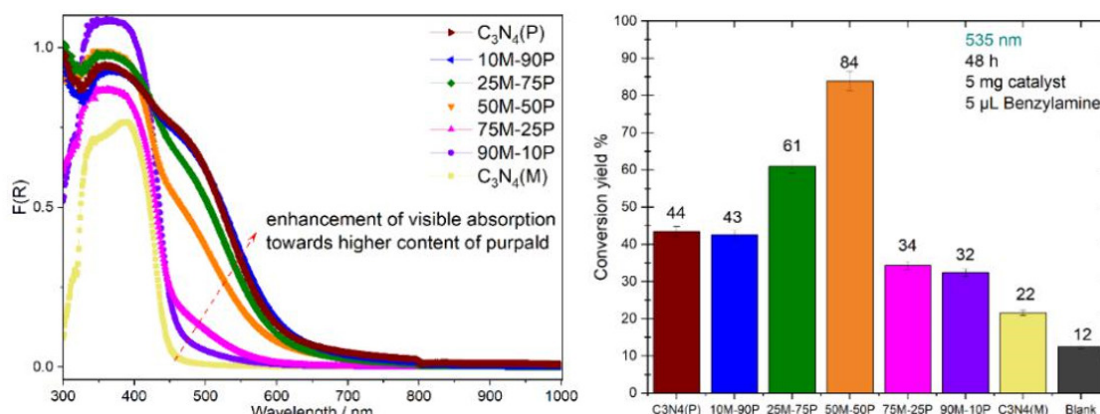 1.0
0.5
0.0
F(R)
C₃N₄(P)
10M-90P
25M-75P
50M-50P
75M-25P
90M-10P
C₃N₄(M)
enhancement of visible absorption
towards higher content of purpald
300 400 500 600 700 800 900 1000
Wavelength / nm
100
90
80
70
60
50
40
30
20
10
0
Conversion yield %
535 nm
48 h
5 mg catalyst
5 µL Benzylamine
44
43
61
84
34
32
22
12
C3N4(P) 10M-90P 25M-75P 50M-50P 75M-25P 90M-10P C3N4(M) Blank